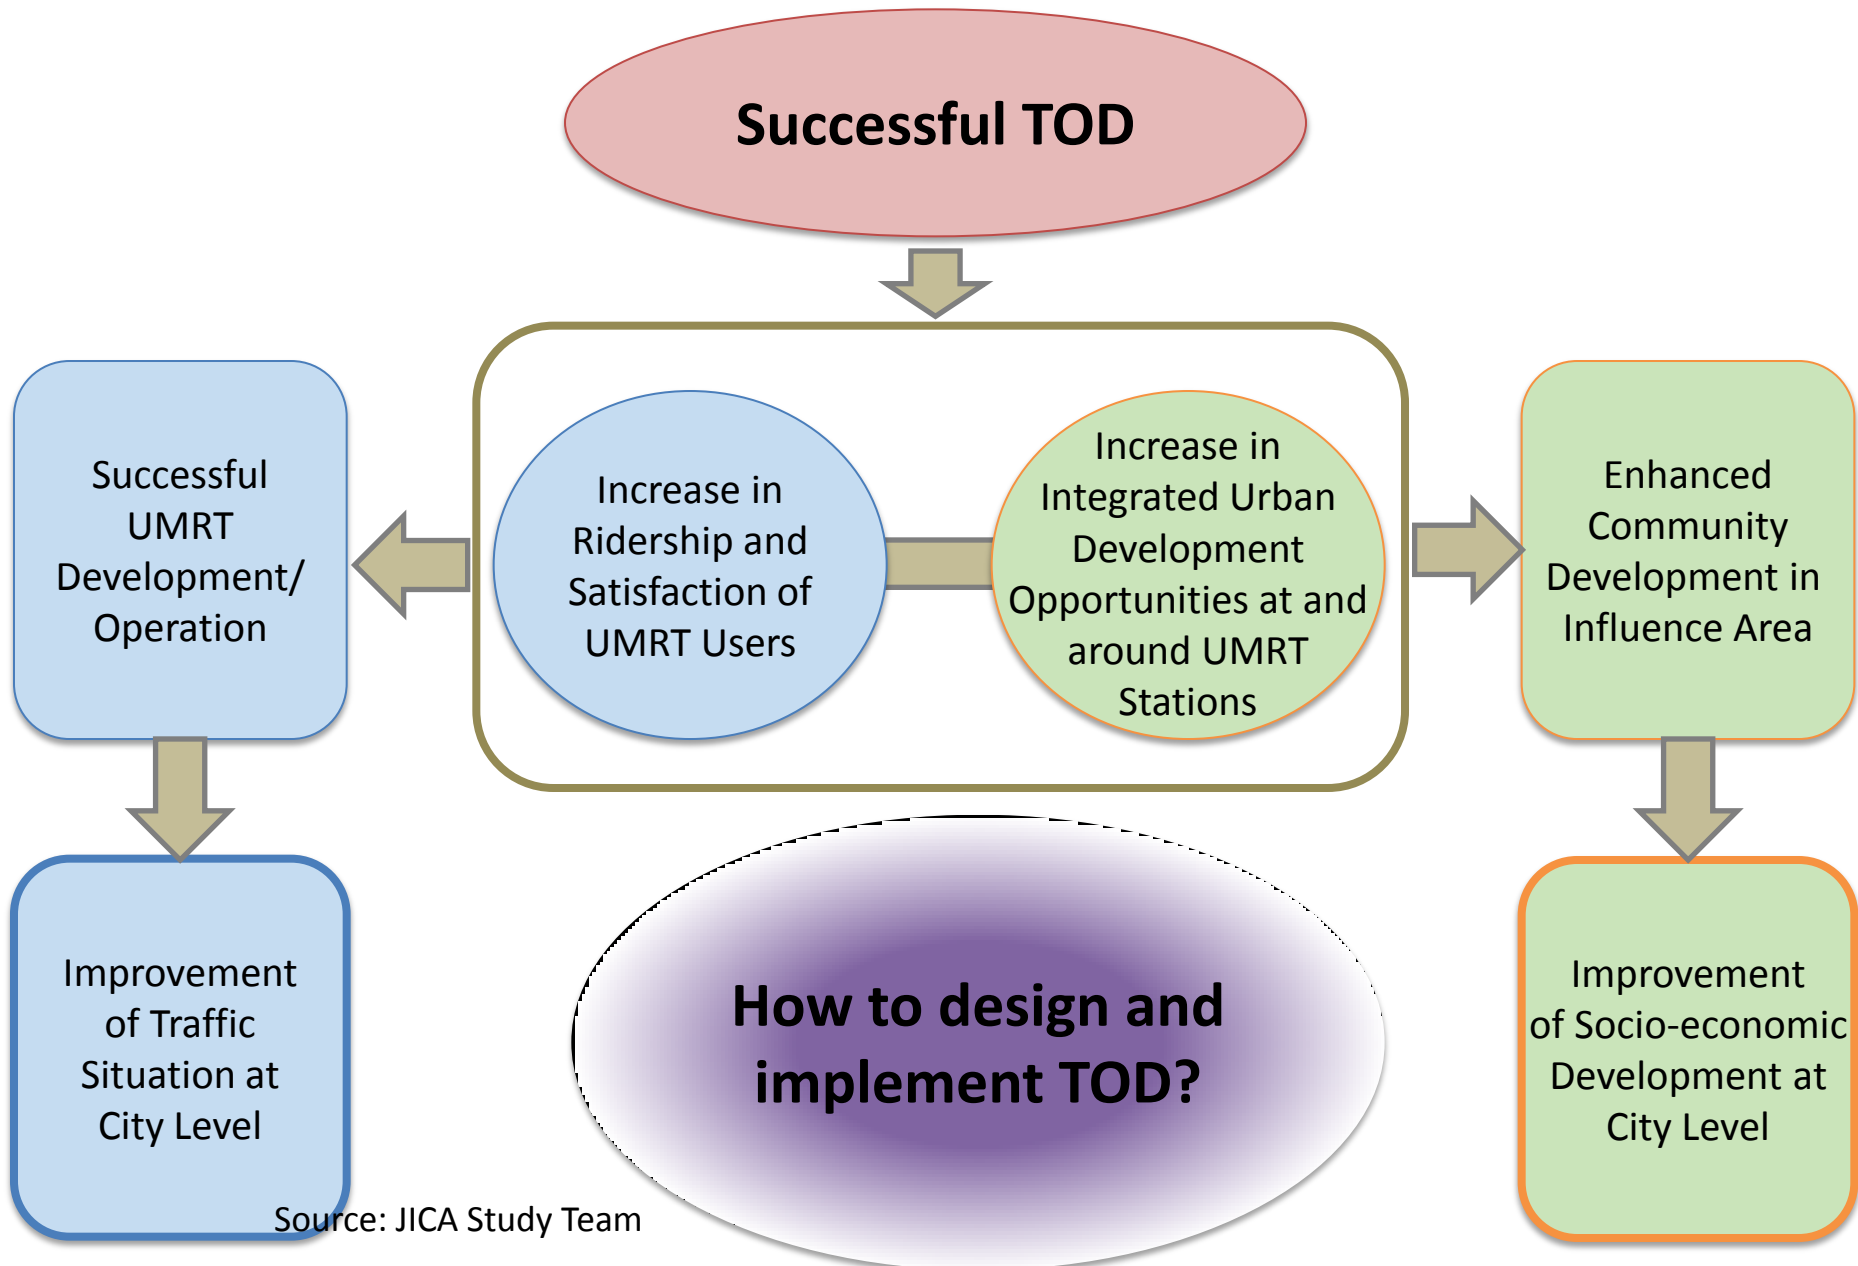 Successful TOD
Successful
UMRT
Development/
Operation
Increase in
Ridership and
Satisfaction of
UMRT Users
Increase in
Integrated Urban
Development
Opportunities at and
around UMRT
Stations
Enhanced
Community
Development in
Influence Area
Improvement
of Traffic
Situation at
City Level
How to design and
implement TOD?
Improvement
of Socio-economic
Development at
City Level
Source: JICA Study Team